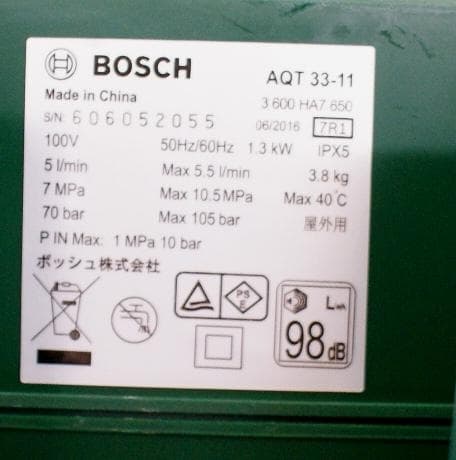 BOSCH AQT 33-11
Made in China 3 600 HA7 650
S/N: 606052055 06/2016 7R1
100V 50Hz/60Hz 1.3 kW IPX5
5 l/min Max 5.5 l/min 3.8 kg
7 MPa Max 10.5MPa Max 40°C
70 bar Max 105 bar 屋外用
P IN Max: 1 MPa 10 bar
ボッシュ株式会社
PS
E
LWA
98 dB